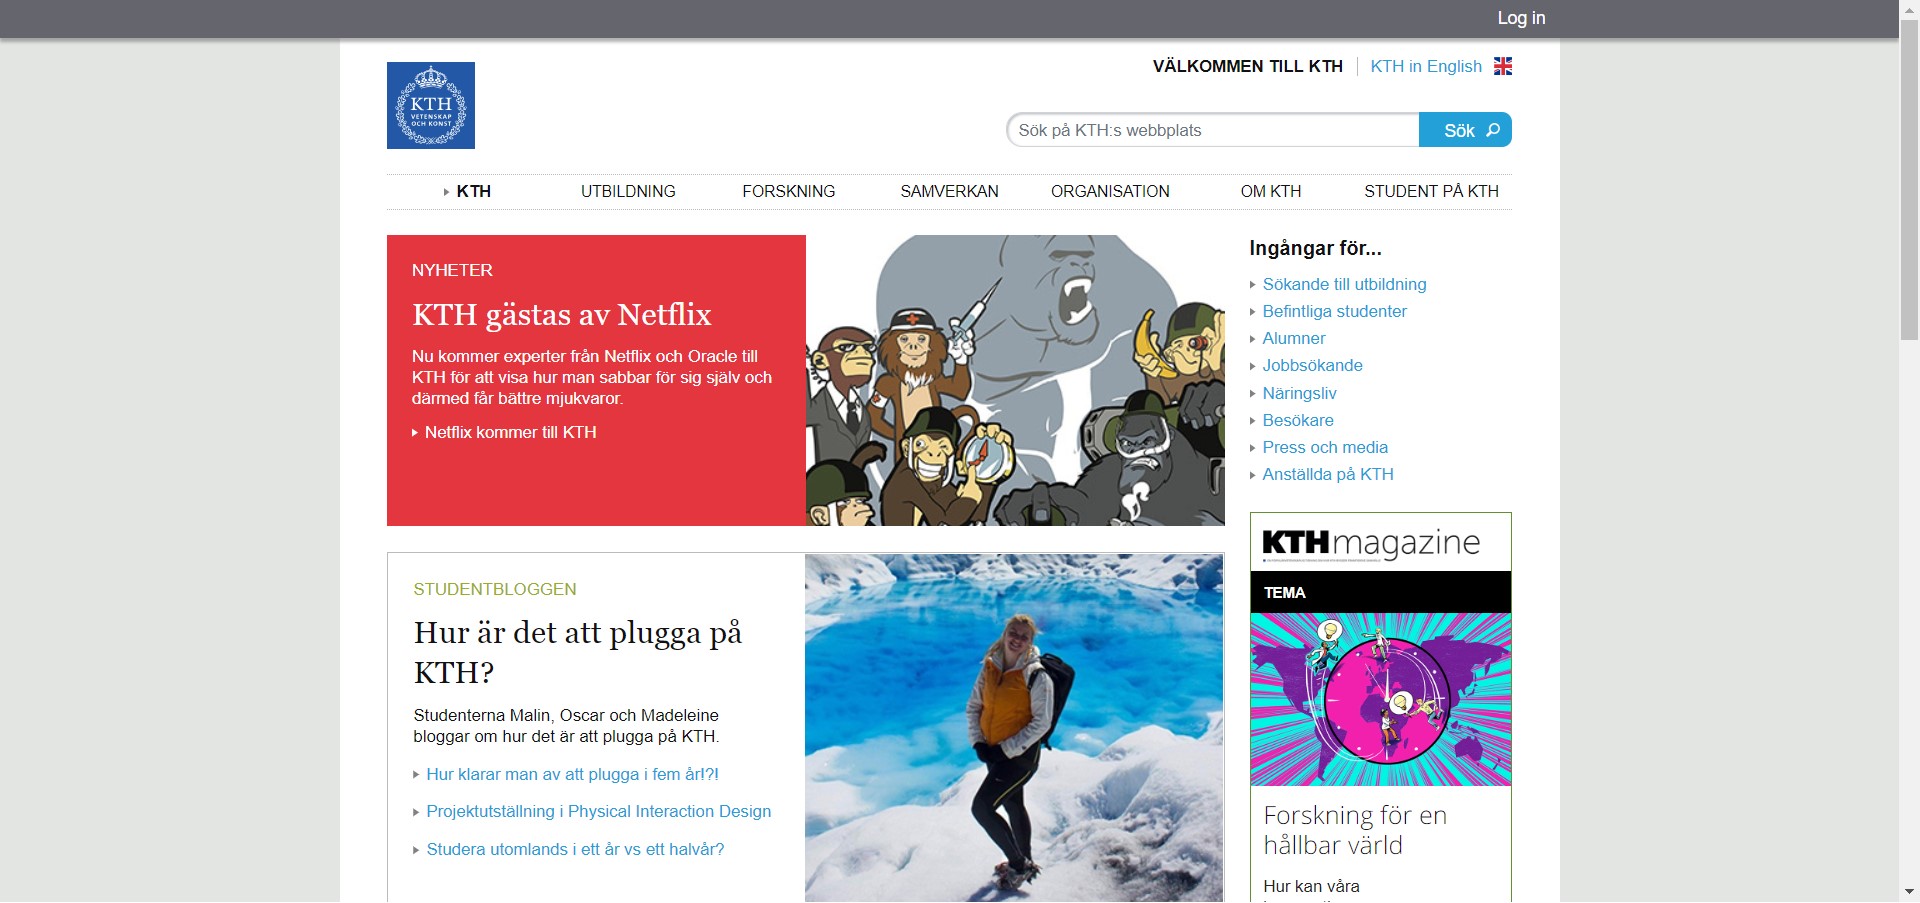 Log in
KTH
VETENSKAP
OCH KONST
VÄLKOMMEN TILL KTH
KTH in English
Sök på KTH:s webbplats
Sök
KTH
UTBILDNING
FORSKNING
SAMVERKAN
ORGANISATION
OM KTH
STUDENT PÅ KTH
NYHETER
KTH gästas av Netflix
Nu kommer experter från Netflix och Oracle till
KTH för att visa hur man sabbar för sig själv och
därmed får bättre mjukvaror.
Netflix kommer till KTH
Ingångar för...
Sökande till utbildning
Befintliga studenter
Alumner
Jobbsökande
Näringsliv
Besökare
Press och media
Anställda på KTH
STUDENTBLOGGEN
Hur är det att plugga på
KTH?
Studenterna Malin, Oscar och Madeleine
bloggar om hur det är att plugga på KTH.
Hur klarar man av att plugga i fem år!?!
Projektutställning i Physical Interaction Design
Studera utomlands i ett år vs ett halvår?
KTHmagazine
TEMA
Forskning för en
hållbar värld
Hur kan våra